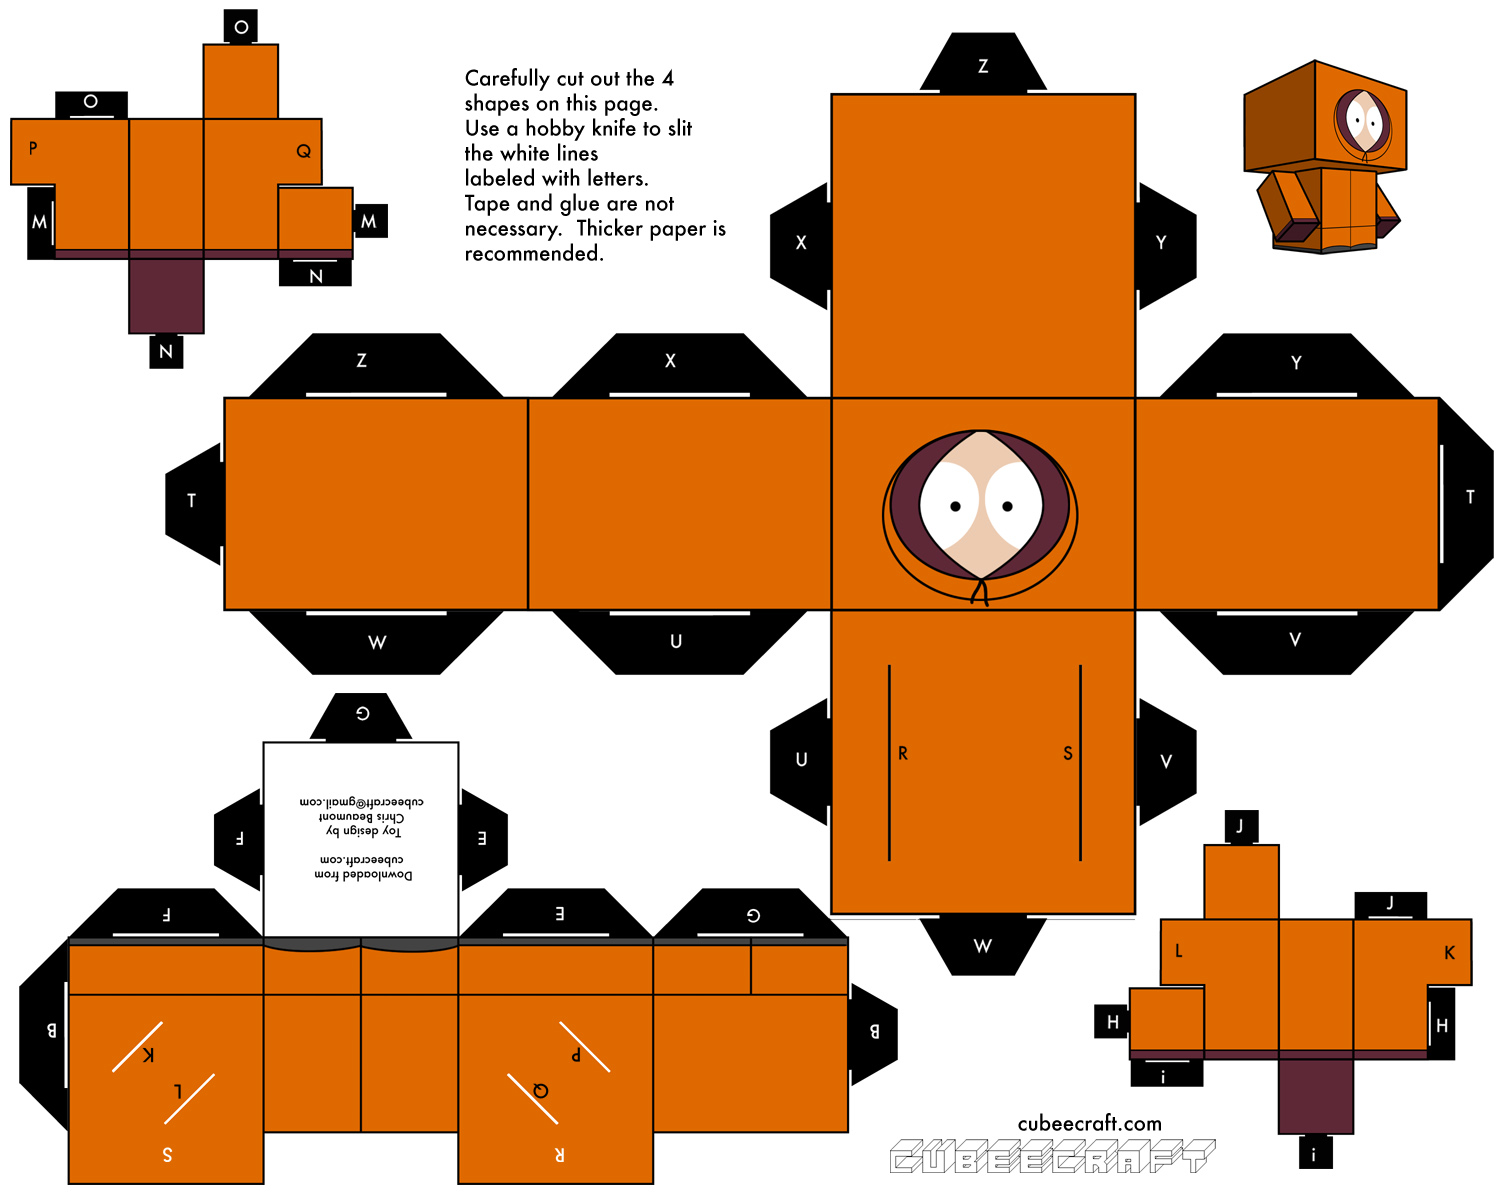 O
O
P
Q
M
M
N
N
Carefully cut out the 4
shapes on this page.
Use a hobby knife to slit
the white lines
labeled with letters.
Tape and glue are not
necessary. Thicker paper is
recommended.
Z
X
Y
Z
X
Y
T
T
W
U
V
U
R
S
V
W
G
F
E
Downloaded from
cubeecraft.com
Toy design by
Chris Beaumont
cubeecraft@gmail.com
F
E
G
B
B
K
L
P
Q
S
R
J
J
L
K
H
H
i
i
cubeecraft.com
CUBEECRAFT